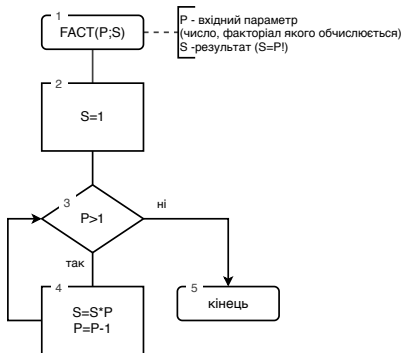 1
FACT(P;S)
P - вхідний параметр
(число, факторіал якого обчислюється)
S -результат (S=P!)
2
S=1
3
P>1
ні
так
4
S=S*P
P=P-1
5
кінець